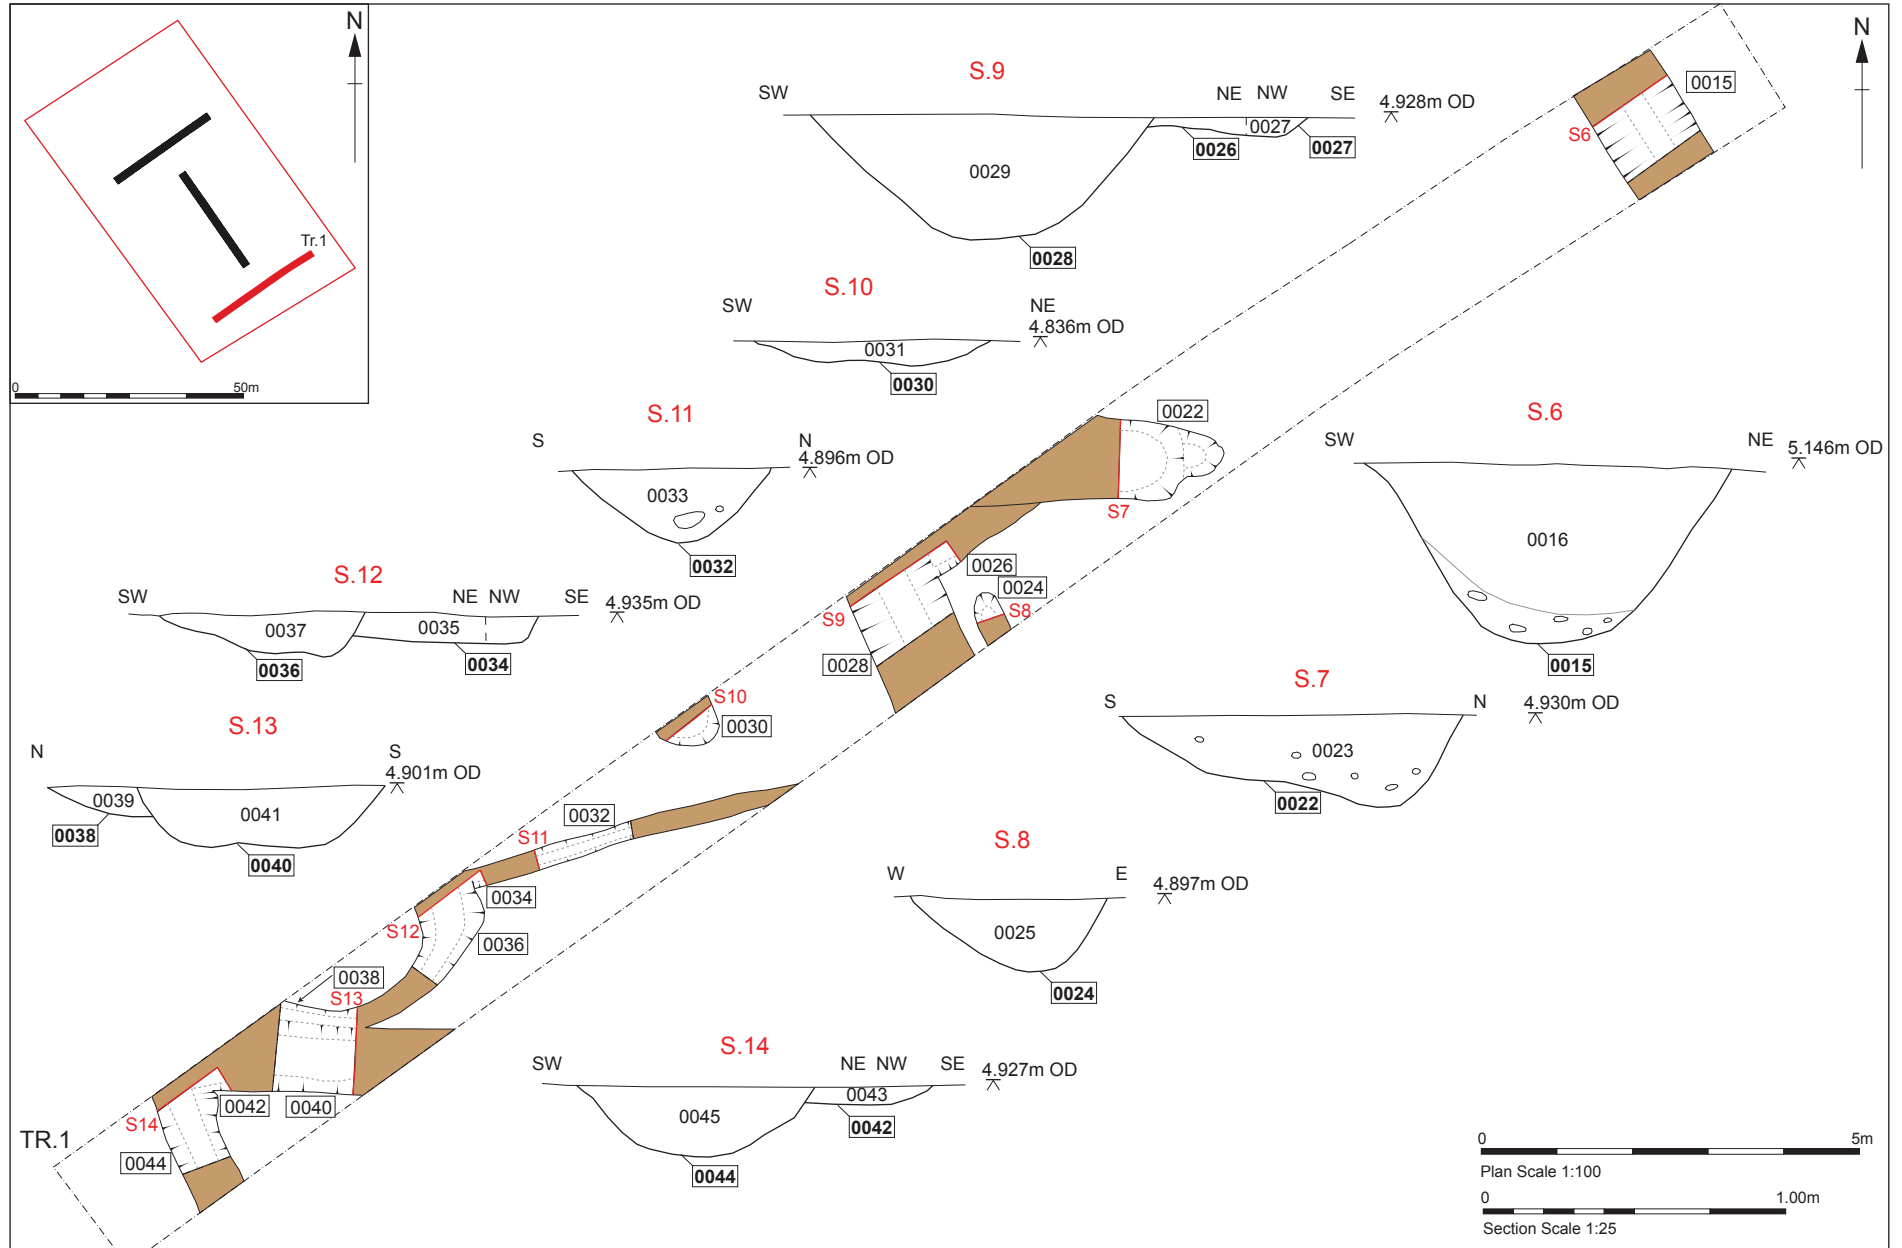 N
Tr.1
0 50m
N
S.9
SW NE NW SE
4.928m OD
0027
0026
0027
0029
0028
S.10
SW NE
4.836m OD
0031
0030
S.11
S N
4.896m OD
0033
0032
S.12
SW NE NW SE
4.935m OD
0037
0035
0036
0034
S.13
N S
4.901m OD
0039
0041
0038
0040
S.14
SW NE NW SE
4.927m OD
0043
0045
0042
0044
S.6
SW NE
5.146m OD
0016
0015
S.7
S N
4.930m OD
0023
0022
S.8
W E
4.897m OD
0025
0024
0015
S6
0022
S7
0026
0024
S9
S8
0028
S10
0030
0032
S11
0034
S12
0036
0038
S13
0042
0040
S14
0044
TR.1
0 5m
Plan Scale 1:100
0 1.00m
Section Scale 1:25